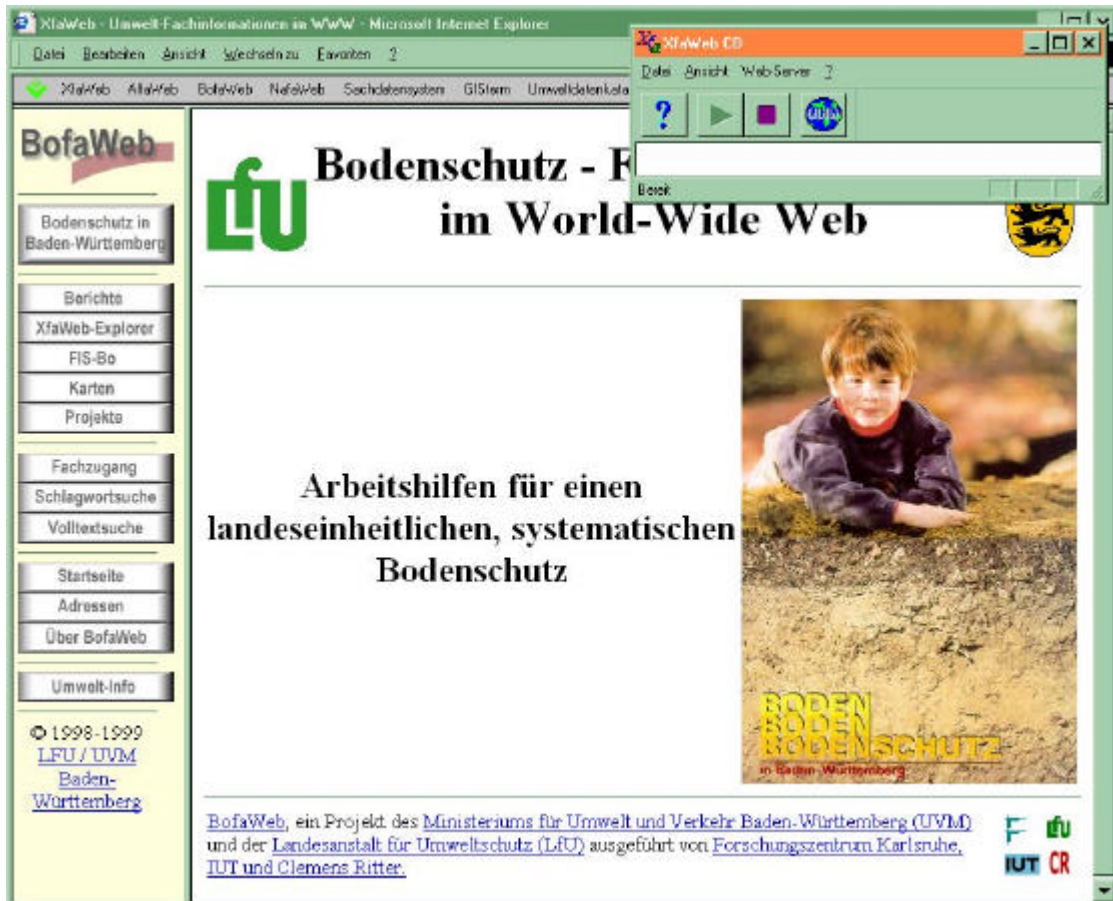 XfaWeb - Umwelt-Fachinformationen im WWW - Microsoft Internet Explorer
Datei Bearbeiten Ansicht Wechseln zu Favoriten ?
XfaWeb AlfaWeb BofaWeb NafaWeb Sachdatensystem GISterm Umweltdatenkata
XfaWeb CD
Datei Ansicht Web-Server ?
Bereit
BofaWeb
Bodenschutz in
Baden-Württemberg
Berichte
XfaWeb-Explorer
FIS-Bo
Karten
Projekte
Fachzugang
Schlagwortsuche
Volltextsuche
Startseite
Adressen
Über BofaWeb
Umwelt-Info
© 1998-1999
LFU / UVM
Baden-
Württemberg
LfU
Bodenschutz - F
im World-Wide Web
Arbeitshilfen für einen
landeseinheitlichen, systematischen
Bodenschutz
BODEN
BODEN
BODENSCHUTZ
in Baden-Württemberg
BofaWeb, ein Projekt des Ministeriums für Umwelt und Verkehr Baden-Württemberg (UVM)
und der Landesanstalt für Umweltschutz (LfU) ausgeführt von Forschungszentrum Karlsruhe,
IUT und Clemens Ritter.
LfU
IUT CR